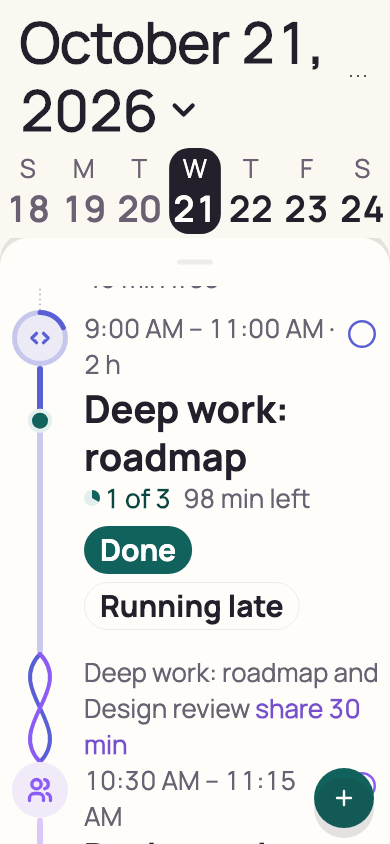 October 21,
2026
...
S M T W T F S
18 19 20 21 22 23 24
9:00 AM – 11:00 AM ·
2 h
Deep work:
roadmap
1 of 3 98 min left
Done
Running late
Deep work: roadmap and
Design review share 30
min
10:30 AM – 11:15
AM
+